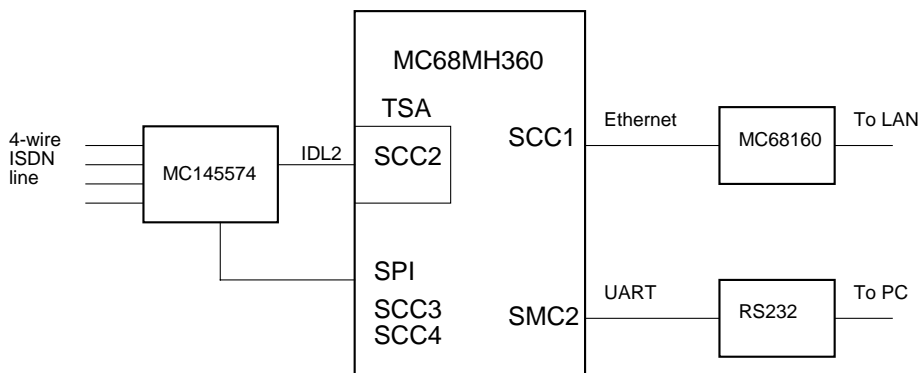 MC68MH360
TSA
SCC2
SCC1
Ethernet
MC68160
To LAN
4-wire
ISDN
line
MC145574
IDL2
SPI
SCC3
SCC4
SMC2
UART
RS232
To PC